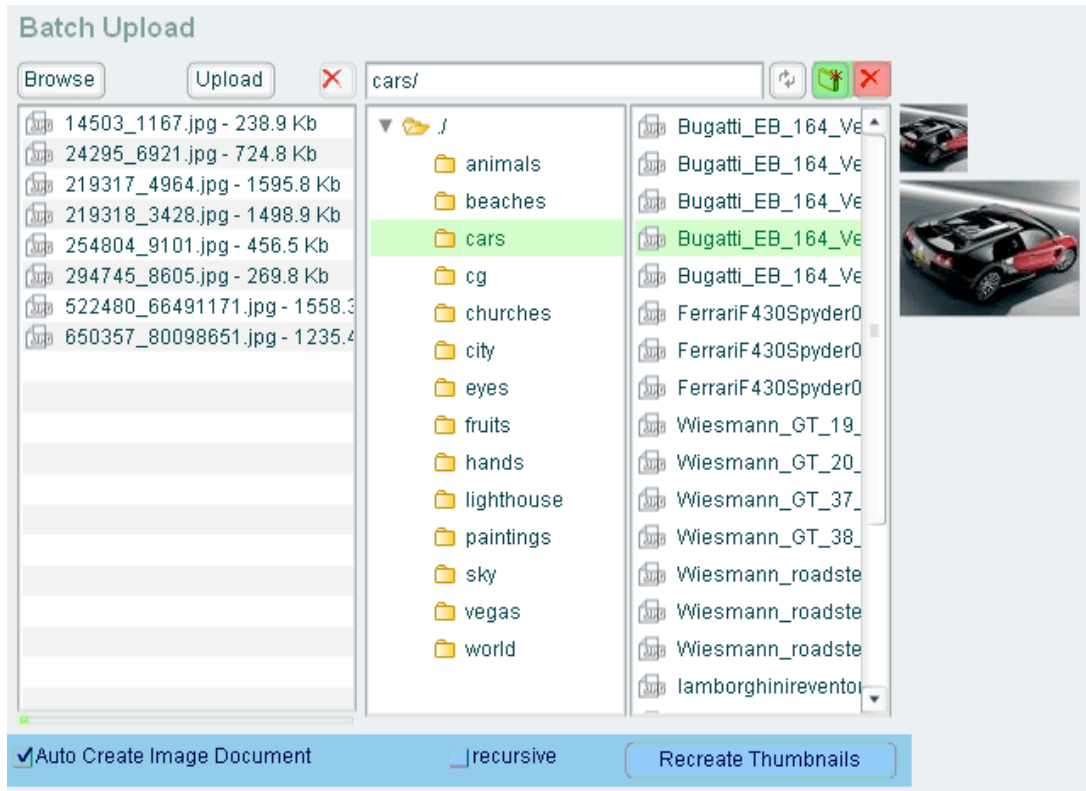 Batch Upload
Browse
Upload
cars/
14503_1167.jpg - 238.9 Kb
24295_6921.jpg - 724.8 Kb
219317_4964.jpg - 1595.8 Kb
219318_3428.jpg - 1498.9 Kb
254804_9101.jpg - 456.5 Kb
294745_8605.jpg - 269.8 Kb
522480_66491171.jpg - 1558.3
650357_80098651.jpg - 1235.4
./
animals
beaches
cars
cg
churches
city
eyes
fruits
hands
lighthouse
paintings
sky
vegas
world
Bugatti_EB_164_Ve
Bugatti_EB_164_Ve
Bugatti_EB_164_Ve
Bugatti_EB_164_Ve
Bugatti_EB_164_Ve
FerrariF430Spyder0
FerrariF430Spyder0
FerrariF430Spyder0
Wiesmann_GT_19_
Wiesmann_GT_20_
Wiesmann_GT_37_
Wiesmann_GT_38_
Wiesmann_roadste
Wiesmann_roadste
Wiesmann_roadste
lamborghinireventor
Auto Create Image Document
recursive
Recreate Thumbnails